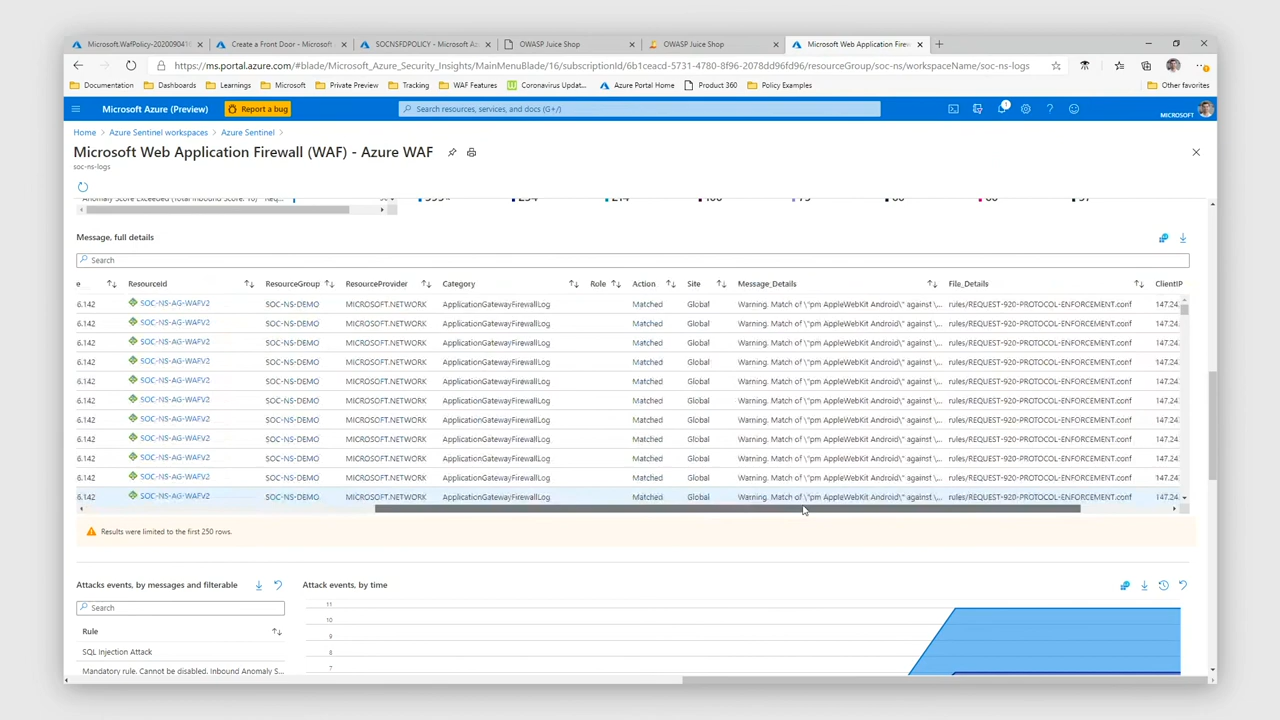 Microsoft.WafPolicy-202009041
Create a Front Door - Microsoft
SOCNSFDPOLICY - Microsoft Az
OWASP Juice Shop
OWASP Juice Shop
Microsoft Web Application Firew
https://ms.portal.azure.com/#blade/Microsoft_Azure_Security_Insights/MainMenuBlade/16/subscriptionId/6b1ceacd-5731-4780-8f96-2078dd96fd96/resourceGroup/soc-ns/workspaceName/soc-ns-logs
Documentation Dashboards Learnings Microsoft Private Preview Tracking WAF Features Coronavirus Updat... Azure Portal Home Product 360 Policy Examples Other favorites
Microsoft Azure (Preview) Report a bug Search resources, services, and docs (G+/) 1 MICROSOFT
Home > Azure Sentinel workspaces > Azure Sentinel >
Microsoft Web Application Firewall (WAF) - Azure WAF
soc-ns-logs
Message, full details
Search
e ResourceId ResourceGroup ResourceProvider Category Role Action Site Message_Details File_Details ClientIP
6.142 SOC-NS-AG-WAFV2 SOC-NS-DEMO MICROSOFT.NETWORK ApplicationGatewayFirewallLog Matched Global Warning. Match of \"pm AppleWebKit Android\" against \... rules/REQUEST-920-PROTOCOL-ENFORCEMENT.conf 147.24.
6.142 SOC-NS-AG-WAFV2 SOC-NS-DEMO MICROSOFT.NETWORK ApplicationGatewayFirewallLog Matched Global Warning. Match of \"pm AppleWebKit Android\" against \... rules/REQUEST-920-PROTOCOL-ENFORCEMENT.conf 147.24.
6.142 SOC-NS-AG-WAFV2 SOC-NS-DEMO MICROSOFT.NETWORK ApplicationGatewayFirewallLog Matched Global Warning. Match of \"pm AppleWebKit Android\" against \... rules/REQUEST-920-PROTOCOL-ENFORCEMENT.conf 147.24.
6.142 SOC-NS-AG-WAFV2 SOC-NS-DEMO MICROSOFT.NETWORK ApplicationGatewayFirewallLog Matched Global Warning. Match of \"pm AppleWebKit Android\" against \... rules/REQUEST-920-PROTOCOL-ENFORCEMENT.conf 147.24.
6.142 SOC-NS-AG-WAFV2 SOC-NS-DEMO MICROSOFT.NETWORK ApplicationGatewayFirewallLog Matched Global Warning. Match of \"pm AppleWebKit Android\" against \... rules/REQUEST-920-PROTOCOL-ENFORCEMENT.conf 147.24.
6.142 SOC-NS-AG-WAFV2 SOC-NS-DEMO MICROSOFT.NETWORK ApplicationGatewayFirewallLog Matched Global Warning. Match of \"pm AppleWebKit Android\" against \... rules/REQUEST-920-PROTOCOL-ENFORCEMENT.conf 147.24.
6.142 SOC-NS-AG-WAFV2 SOC-NS-DEMO MICROSOFT.NETWORK ApplicationGatewayFirewallLog Matched Global Warning. Match of \"pm AppleWebKit Android\" against \... rules/REQUEST-920-PROTOCOL-ENFORCEMENT.conf 147.24.
6.142 SOC-NS-AG-WAFV2 SOC-NS-DEMO MICROSOFT.NETWORK ApplicationGatewayFirewallLog Matched Global Warning. Match of \"pm AppleWebKit Android\" against \... rules/REQUEST-920-PROTOCOL-ENFORCEMENT.conf 147.24.
6.142 SOC-NS-AG-WAFV2 SOC-NS-DEMO MICROSOFT.NETWORK ApplicationGatewayFirewallLog Matched Global Warning. Match of \"pm AppleWebKit Android\" against \... rules/REQUEST-920-PROTOCOL-ENFORCEMENT.conf 147.24.
6.142 SOC-NS-AG-WAFV2 SOC-NS-DEMO MICROSOFT.NETWORK ApplicationGatewayFirewallLog Matched Global Warning. Match of \"pm AppleWebKit Android\" against \... rules/REQUEST-920-PROTOCOL-ENFORCEMENT.conf 147.24.
6.142 SOC-NS-AG-WAFV2 SOC-NS-DEMO MICROSOFT.NETWORK ApplicationGatewayFirewallLog Matched Global Warning. Match of \"pm AppleWebKit Android\" against \... rules/REQUEST-920-PROTOCOL-ENFORCEMENT.conf 147.24.
Results were limited to the first 250 rows.
Attacks events, by messages and filterable
Search
Rule
SQL Injection Attack
Mandatory rule. Cannot be disabled. Inbound Anomaly S...
Attack events, by time
11
10
9
8
7